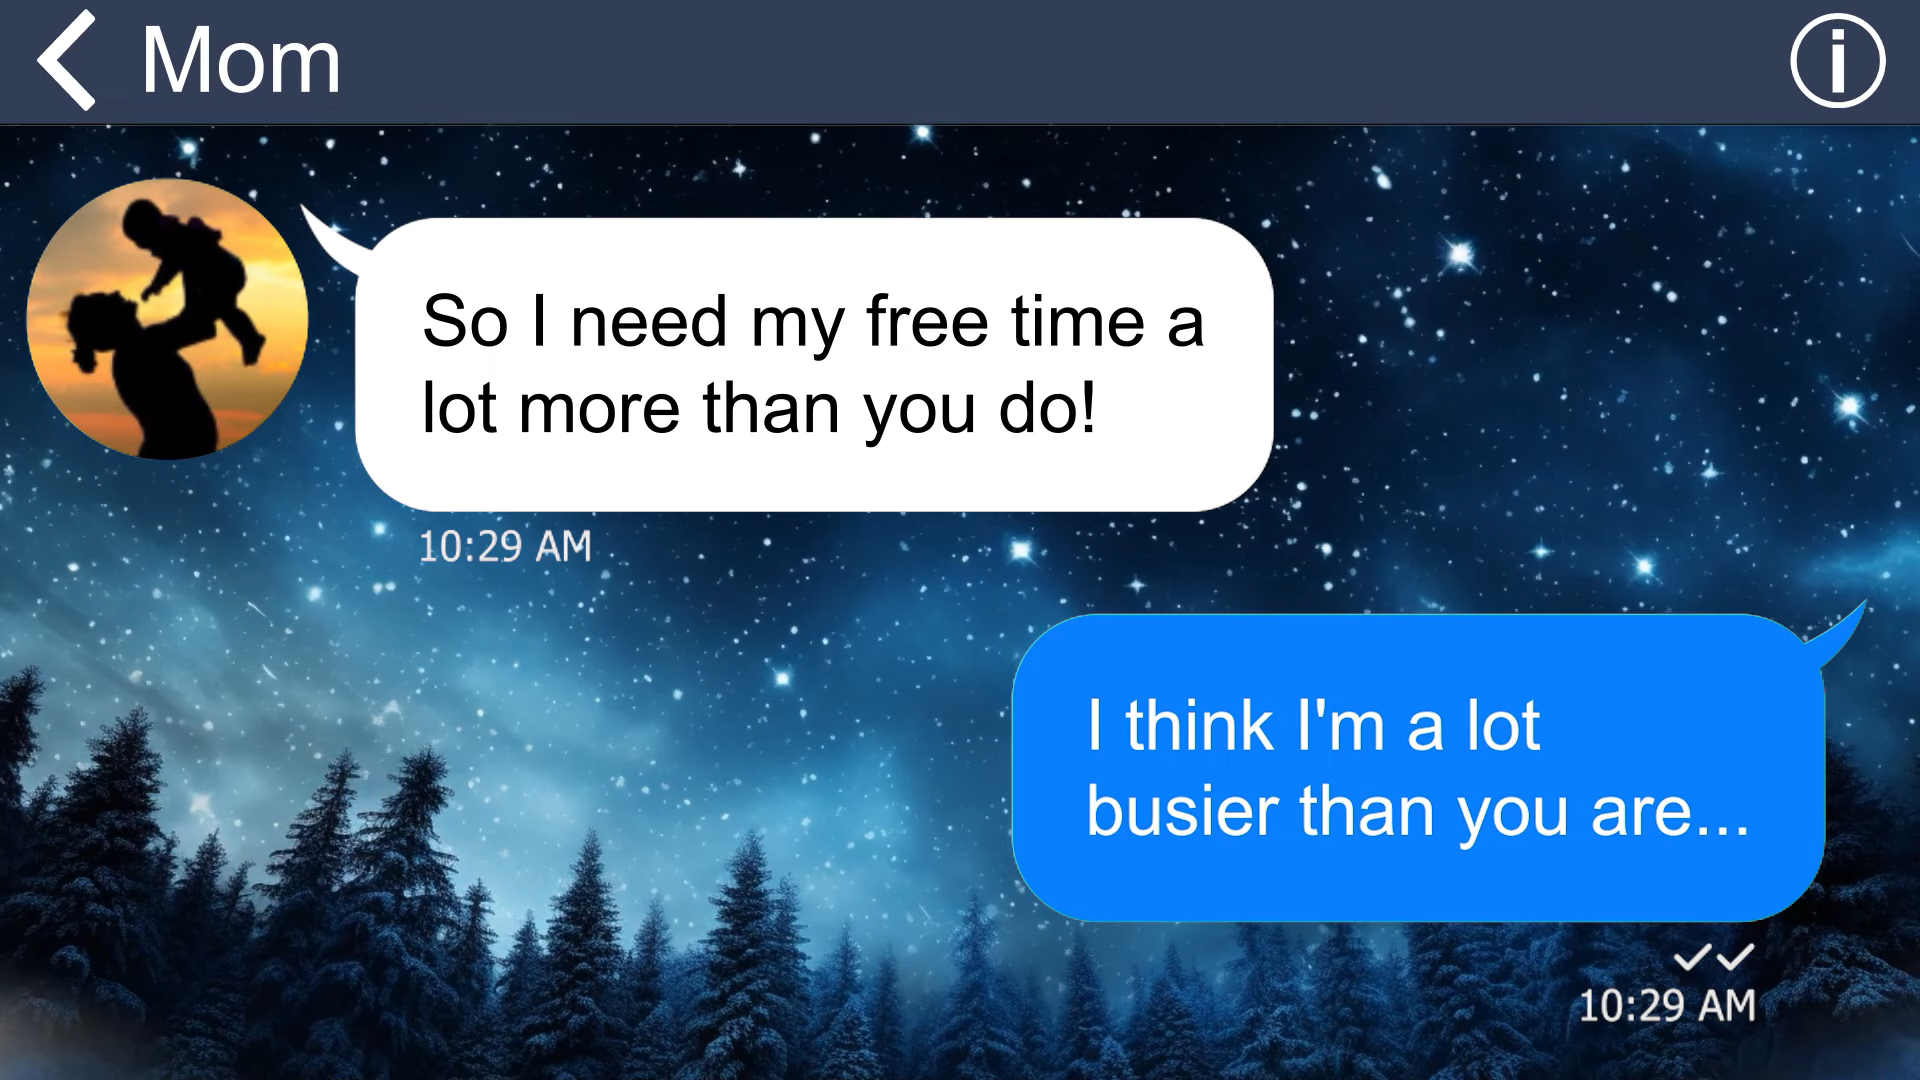 Mom
So I need my free time a
lot more than you do!
10:29 AM
I think I'm a lot
busier than you are...
10:29 AM